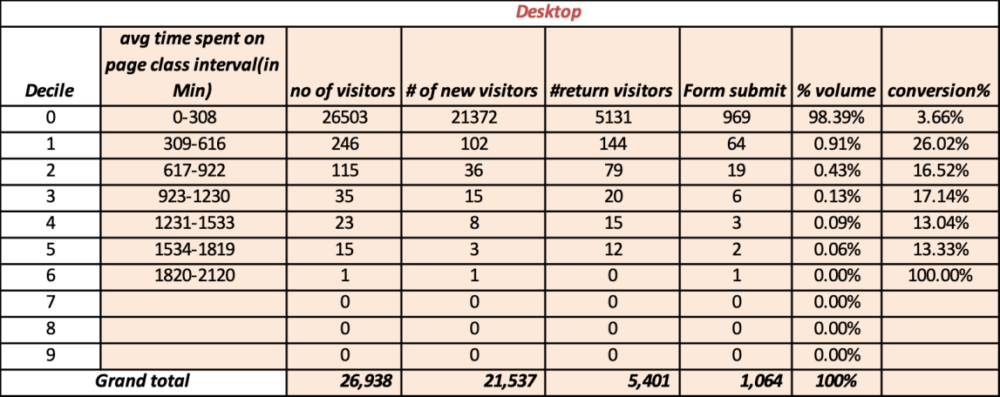 Desktop
avg time spent on
page class interval(in
Decile Min) no of visitors # of new visitors #return visitors Form submit % volume conversion%
0 0-308 26503 21372 5131 969 98.39% 3.66%
1 309-616 246 102 144 64 0.91% 26.02%
2 617-922 115 36 79 19 0.43% 16.52%
3 923-1230 35 15 20 6 0.13% 17.14%
4 1231-1533 23 8 15 3 0.09% 13.04%
5 1534-1819 15 3 12 2 0.06% 13.33%
6 1820-2120 1 1 0 1 0.00% 100.00%
7 0 0 0 0 0.00%
8 0 0 0 0 0.00%
9 0 0 0 0 0.00%
Grand total 26,938 21,537 5,401 1,064 100%